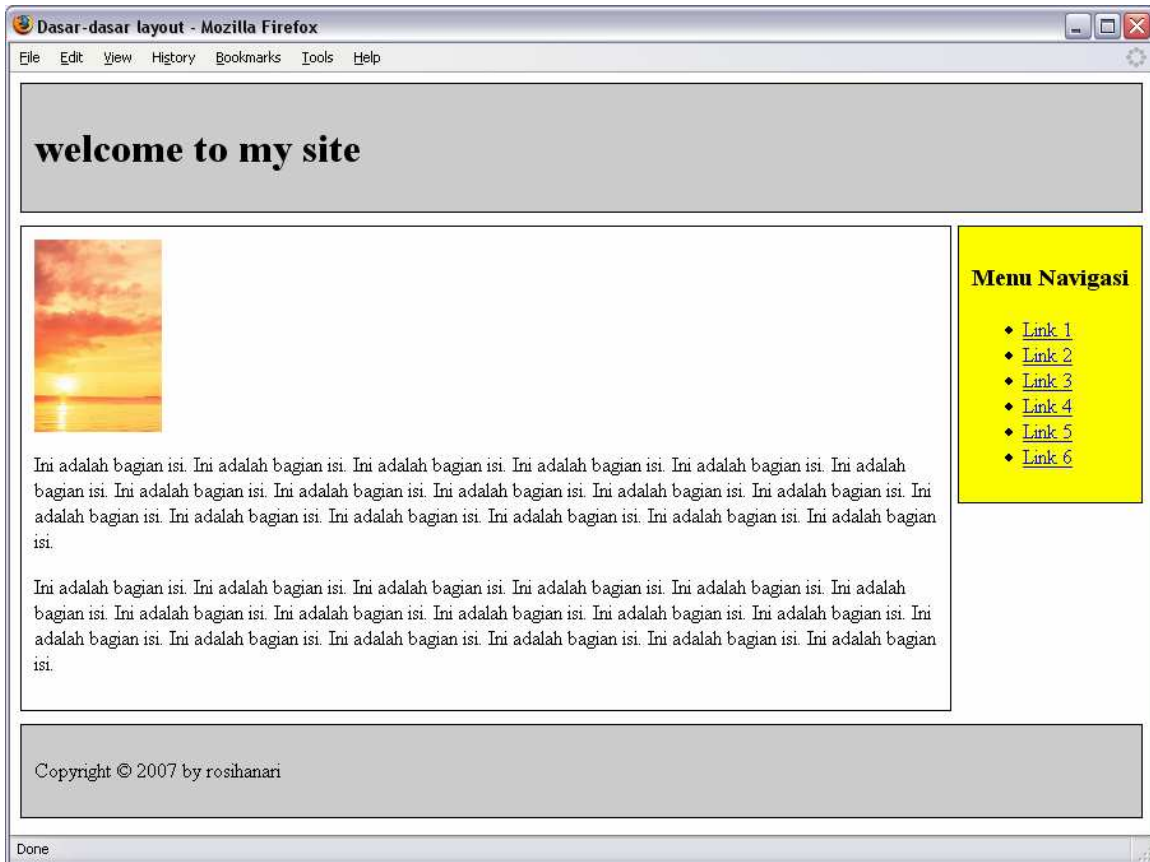 Dasar-dasar layout - Mozilla Firefox
File Edit View History Bookmarks Tools Help
welcome to my site
Ini adalah bagian isi. Ini adalah bagian isi. Ini adalah bagian isi. Ini adalah bagian isi. Ini adalah bagian isi. Ini adalah
bagian isi. Ini adalah bagian isi. Ini adalah bagian isi. Ini adalah bagian isi. Ini adalah bagian isi. Ini adalah bagian isi. Ini
adalah bagian isi. Ini adalah bagian isi. Ini adalah bagian isi. Ini adalah bagian isi. Ini adalah bagian isi. Ini adalah bagian
isi.
Ini adalah bagian isi. Ini adalah bagian isi. Ini adalah bagian isi. Ini adalah bagian isi. Ini adalah bagian isi. Ini adalah
bagian isi. Ini adalah bagian isi. Ini adalah bagian isi. Ini adalah bagian isi. Ini adalah bagian isi. Ini adalah bagian isi. Ini
adalah bagian isi. Ini adalah bagian isi. Ini adalah bagian isi. Ini adalah bagian isi. Ini adalah bagian isi. Ini adalah bagian
isi.
Menu Navigasi
Link 1
Link 2
Link 3
Link 4
Link 5
Link 6
Copyright © 2007 by rosihanari
Done